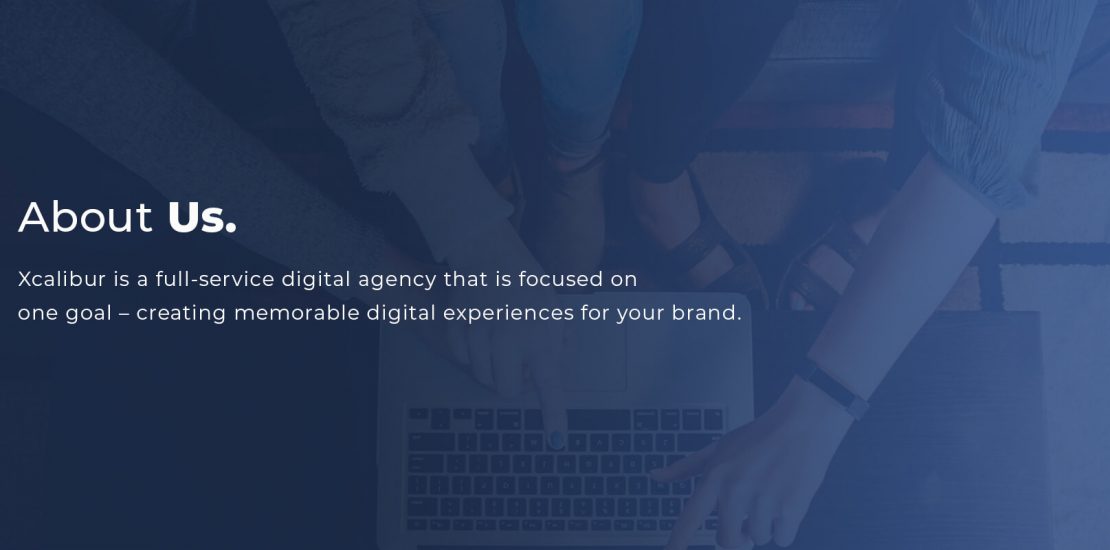 About Us.
Xcalibur is a full-service digital agency that is focused on
one goal – creating memorable digital experiences for your brand.